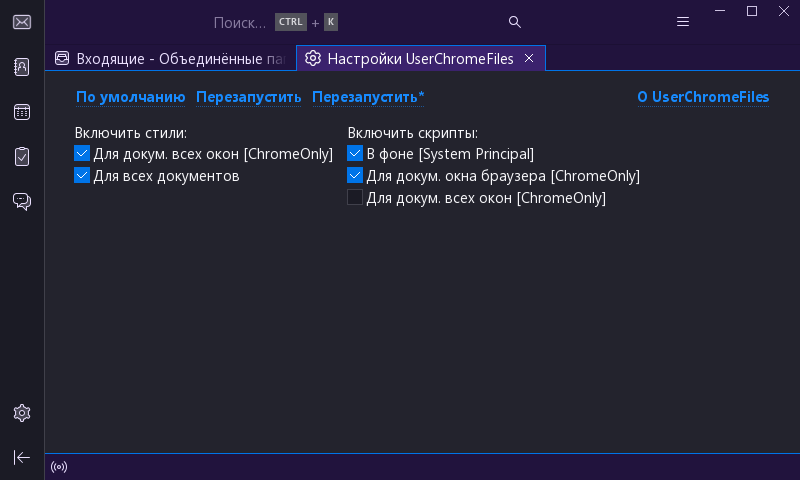 Поиск… CTRL + K
Входящие - Объединённые па
Настройки UserChromeFiles
По умолчанию Перезапустить Перезапустить* О UserChromeFiles
Включить стили:
Для докум. всех окон [ChromeOnly]
Для всех документов
Включить скрипты:
В фоне [System Principal]
Для докум. окна браузера [ChromeOnly]
Для докум. всех окон [ChromeOnly]